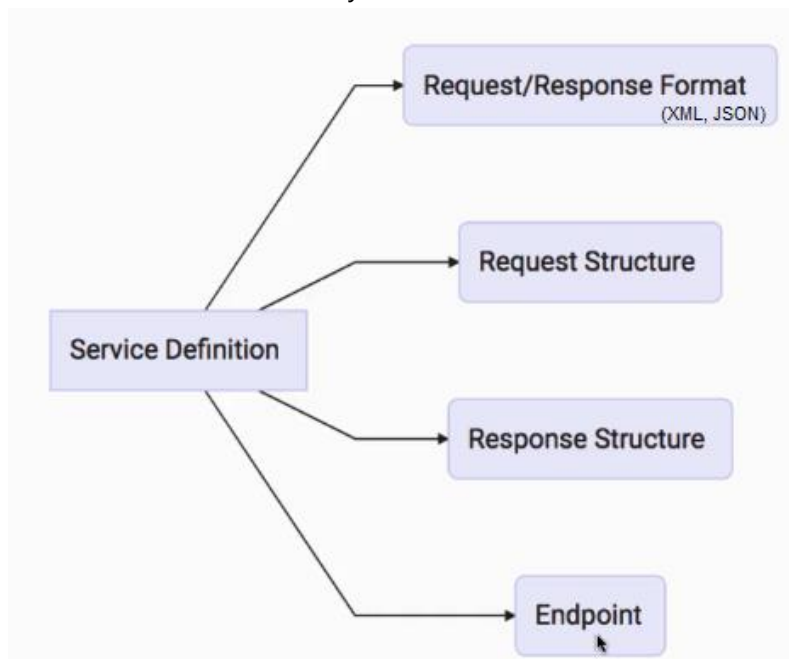 Request/Response Format
(XML, JSON)
Request Structure
Service Definition
Response Structure
Endpoint